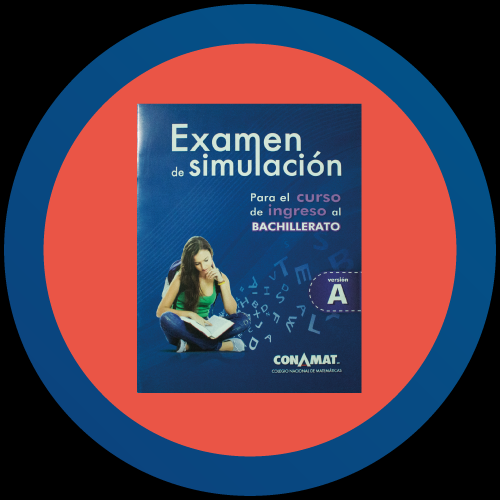 Examen
de simulación
Para el curso
de ingreso al
BACHILLERATO
versión
A
CONAMAT
COLEGIO NACIONAL DE MATEMÁTICAS